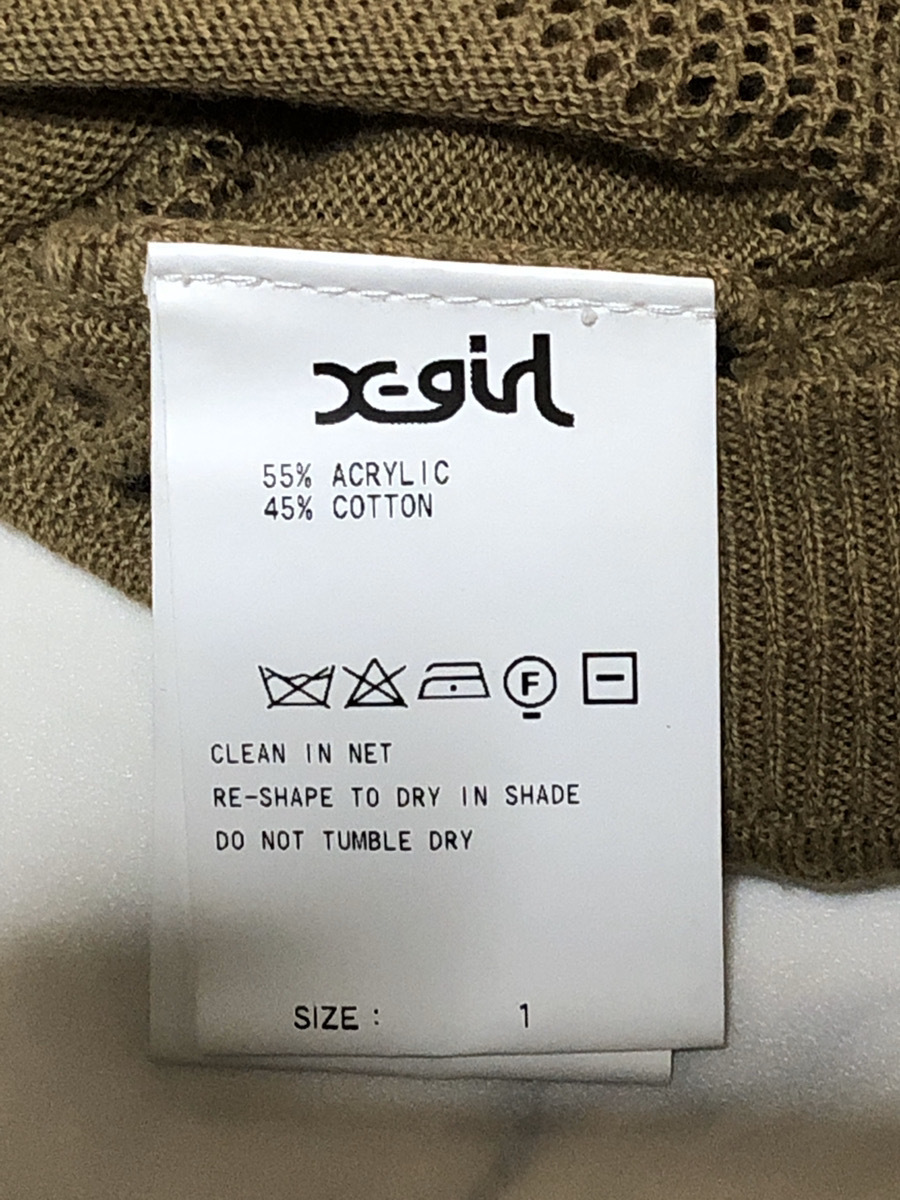 x-girl
55% ACRYLIC
45% COTTON
F
CLEAN IN NET
RE-SHAPE TO DRY IN SHADE
DO NOT TUMBLE DRY
SIZE : 1